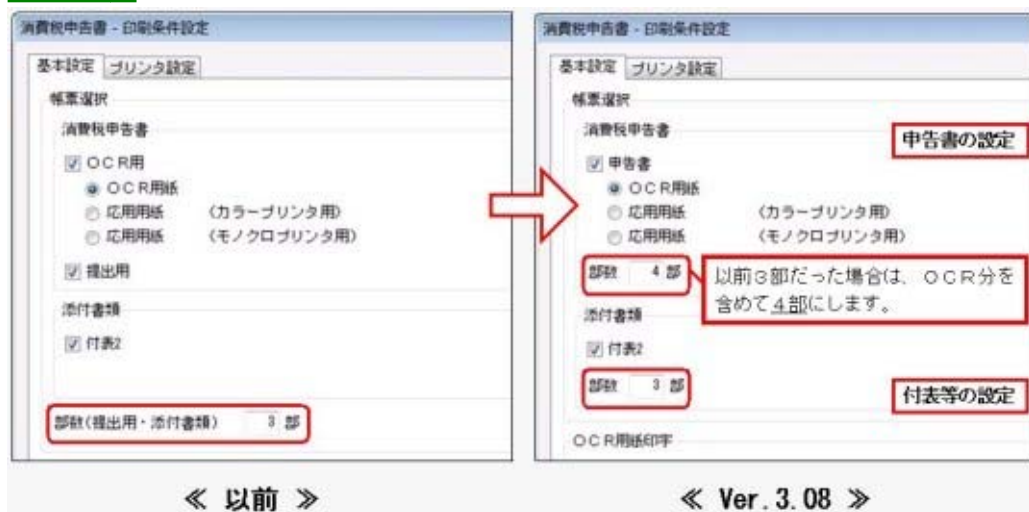 消費税申告書 - 印刷条件設定
基本設定 プリンタ設定
帳票選択
消費税申告書
OCR用
OCR用紙
応用用紙 (カラープリンタ用)
応用用紙 (モノクロプリンタ用)
提出用
添付書類
付表2
部数(提出用・添付書類) 3 部
≪ 以前 ≫
消費税申告書 - 印刷条件設定
基本設定 プリンタ設定
帳票選択
消費税申告書
申告書の設定
申告書
OCR用紙
応用用紙 (カラープリンタ用)
応用用紙 (モノクロプリンタ用)
部数 4 部
以前3部だった場合は、OCR分を
含めて4部にします。
添付書類
付表2
部数 3 部
付表等の設定
OCR用紙印字
≪ Ver.3.08 ≫